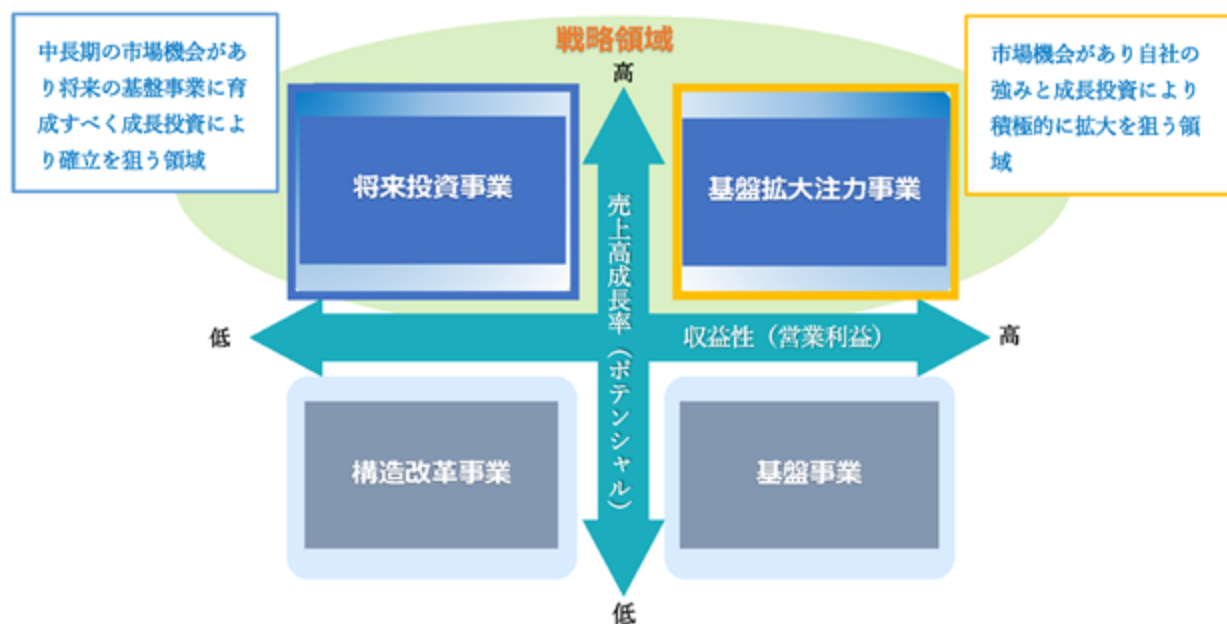 戦略領域
中長期の市場機会があ
り将来の基盤事業に育
成すべく成長投資によ
り確立を狙う領域
高
市場機会があり自社の
強みと成長投資により
積極的に拡大を狙う領
域
将来投資事業
基盤拡大注力事業
売上高成長率（ポテンシャル）
低
収益性（営業利益）
高
構造改革事業
基盤事業
低